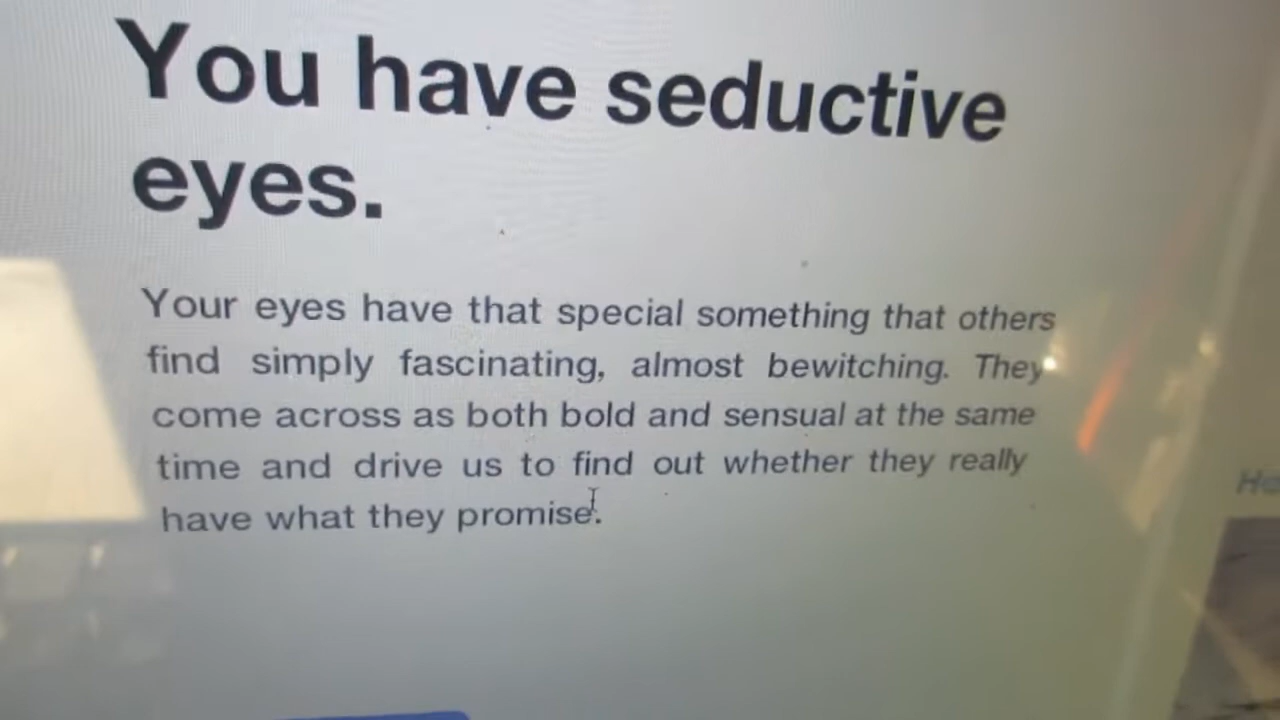 You have seductive
eyes.
Your eyes have that special something that others
find simply fascinating, almost bewitching. They
come across as both bold and sensual at the same
time and drive us to find out whether they really
have what they promise.